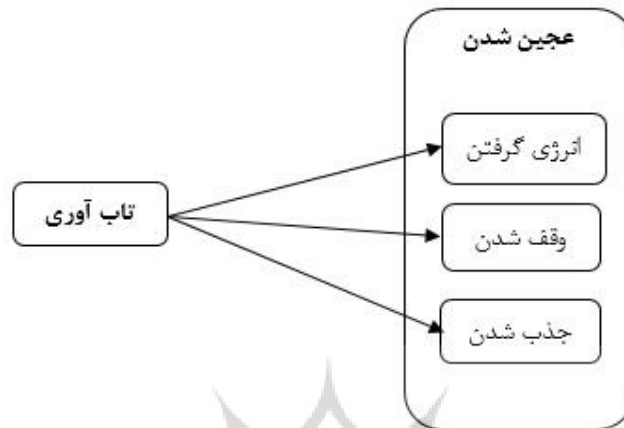 عجین شدن
انرژی گرفتن
تاب آوری
وقف شدن
جذب شدن